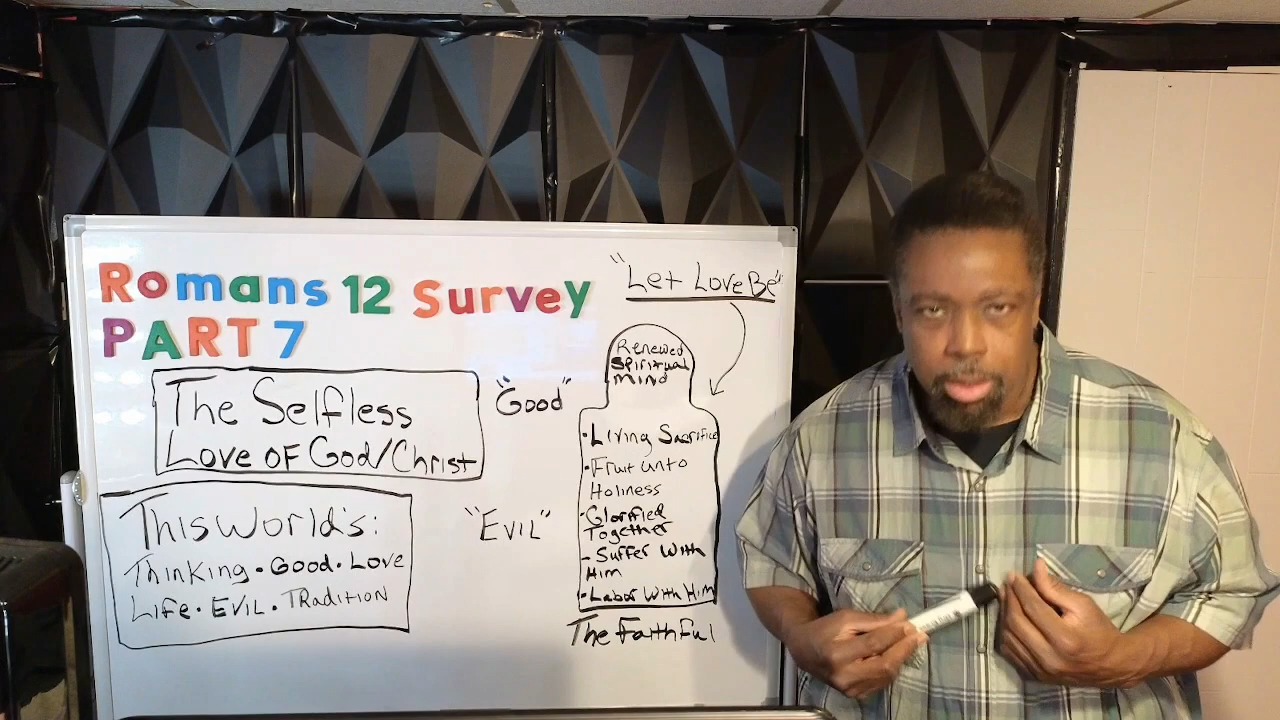 Romans 12 Survey
PART 7
"Let Love Be"
The Selfless
Love of God/Christ
"Good"
This World's:
Thinking • Good • Love
Life • Evil • Tradition
"Evil"
Renewed
Spiritual
Mind
• Living Sacrifice
• Fruit unto
Holiness
• Glorified
Together
- Suffer With
Him
• Labor With Him
The Faithful